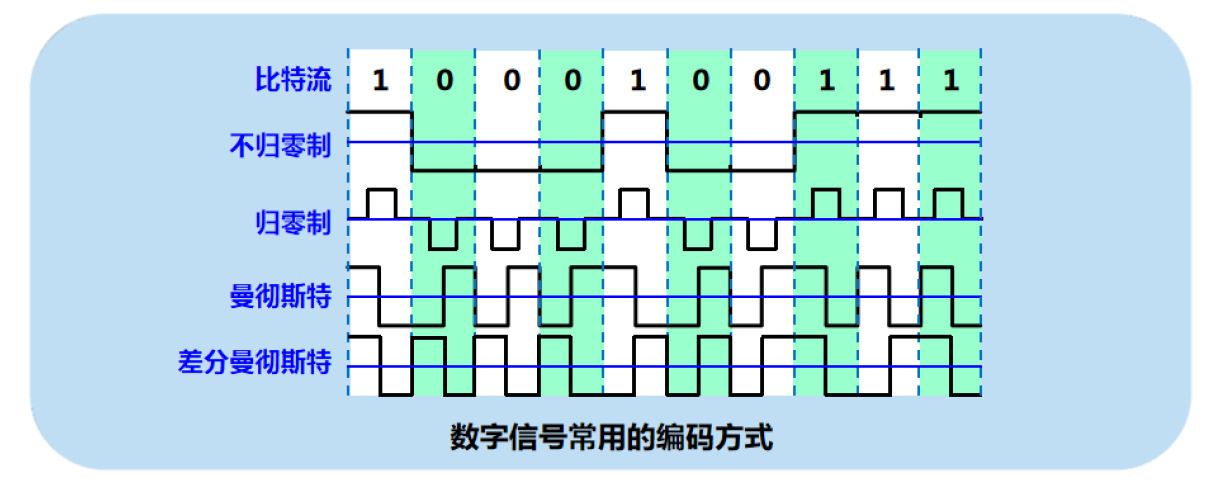 比特流 1 0 0 0 1 0 0 1 1 1
不归零制
归零制
曼彻斯特
差分曼彻斯特
数字信号常用的编码方式